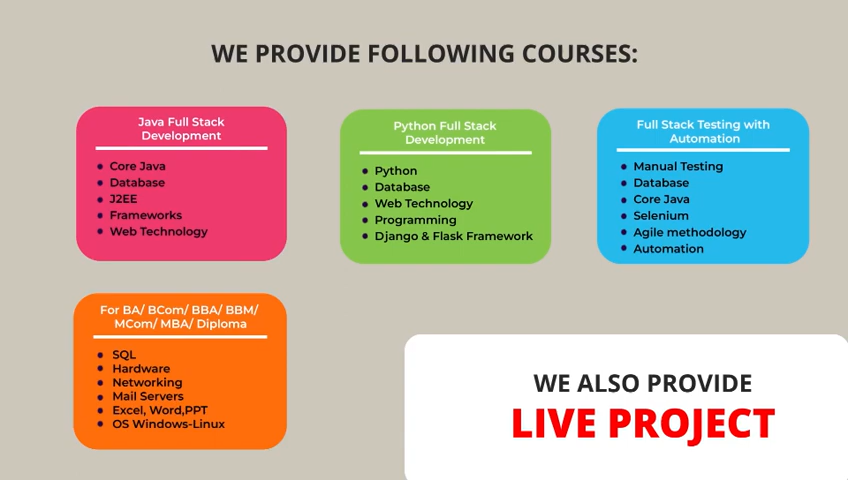 WE PROVIDE FOLLOWING COURSES:
Java Full Stack
Development
Core Java
Database
J2EE
Frameworks
Web Technology
Python Full Stack
Development
Python
Database
Web Technology
Programming
Django & Flask Framework
Full Stack Testing with
Automation
Manual Testing
Database
Core Java
Selenium
Agile methodology
Automation
For BA/ BCom/ BBA/ BBM/
MCom/ MBA/ Diploma
SQL
Hardware
Networking
Mail Servers
Excel, Word,PPT
OS Windows-Linux
WE ALSO PROVIDE
LIVE PROJECT